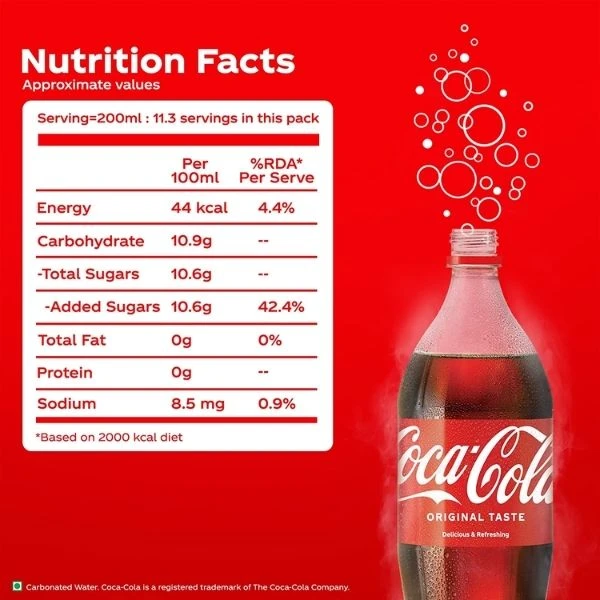 Nutrition Facts
Approximate values
Serving=200ml : 11.3 servings in this pack
Per 100ml %RDA* Per Serve
Energy 44 kcal 4.4%
Carbohydrate 10.9g --
-Total Sugars 10.6g --
-Added Sugars 10.6g 42.4%
Total Fat 0g 0%
Protein 0g --
Sodium 8.5 mg 0.9%
*Based on 2000 kcal diet
Coca-Cola
ORIGINAL TASTE
Delicious & Refreshing
Carbonated Water. Coca-Cola is a registered trademark of The Coca-Cola Company.